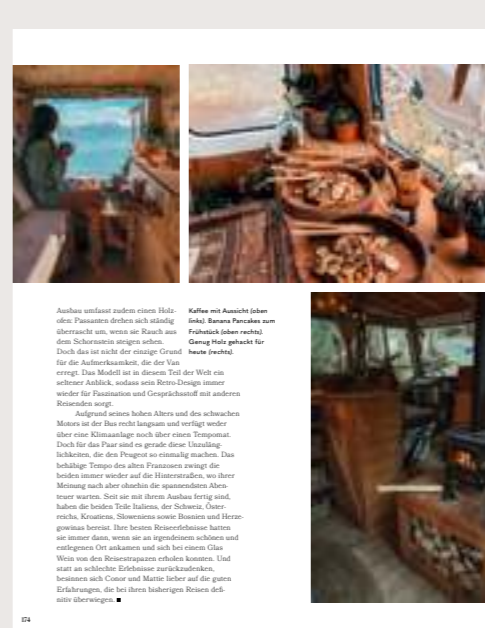 Ausbau umfasst zudem einen Holz-
ofen: Passanten drehen sich ständig
überrascht um, wenn sie Rauch aus
dem Schornstein steigen sehen.
Doch das ist nicht der einzige Grund
für die Aufmerksamkeit, die der Van
erregt. Das Modell ist in diesem Teil der Welt ein
seltener Anblick, sodass sein Retro-Design immer
wieder für Faszination und Gesprächsstoff mit anderen
Reisenden sorgt.
Aufgrund seines hohen Alters und des schwachen
Motors ist der Bus recht langsam und verfügt weder
über eine Klimaanlage noch über einen Tempomat.
Doch für das Paar sind es gerade diese Unzuläng-
lichkeiten, die den Peugeot so einmalig machen. Das
behäbige Tempo des alten Franzosen zwingt die
beiden immer wieder auf die Hinterstraßen, wo ihrer
Meinung nach aber ohnehin die spannendsten Aben-
teuer warten. Seit sie mit ihrem Ausbau fertig sind,
haben die beiden Teile Italiens, der Schweiz, Öster-
reichs, Kroatiens, Sloweniens sowie Bosnien und Herze-
gowinas bereist. Ihre besten Reiseerlebnisse hatten
sie immer dann, wenn sie an irgendeinem schönen und
entlegenen Ort ankamen und sich bei einem Glas
Wein von den Reisestrapazen erholen konnten. Und
statt an schlechte Erlebnisse zurückzudenken,
besinnen sich Conor und Mattie lieber auf die guten
Erfahrungen, die bei ihren bisherigen Reisen defi-
nitiv überwiegen. ■
Kaffee mit Aussicht (oben
links). Banana Pancakes zum
Frühstück (oben rechts).
Genug Holz gehackt für
heute (rechts).
174